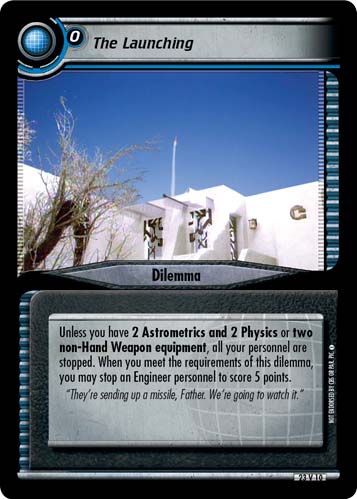 0 The Launching
Dilemma
Unless you have 2 Astrometrics and 2 Physics or two
non-Hand Weapon equipment, all your personnel are
stopped. When you meet the requirements of this dilemma,
you may stop an Engineer personnel to score 5 points.
"They're sending up a missile, Father. We're going to watch it."
NOT ENDORSED BY CBS OR PAR. PIC.
23 V 10